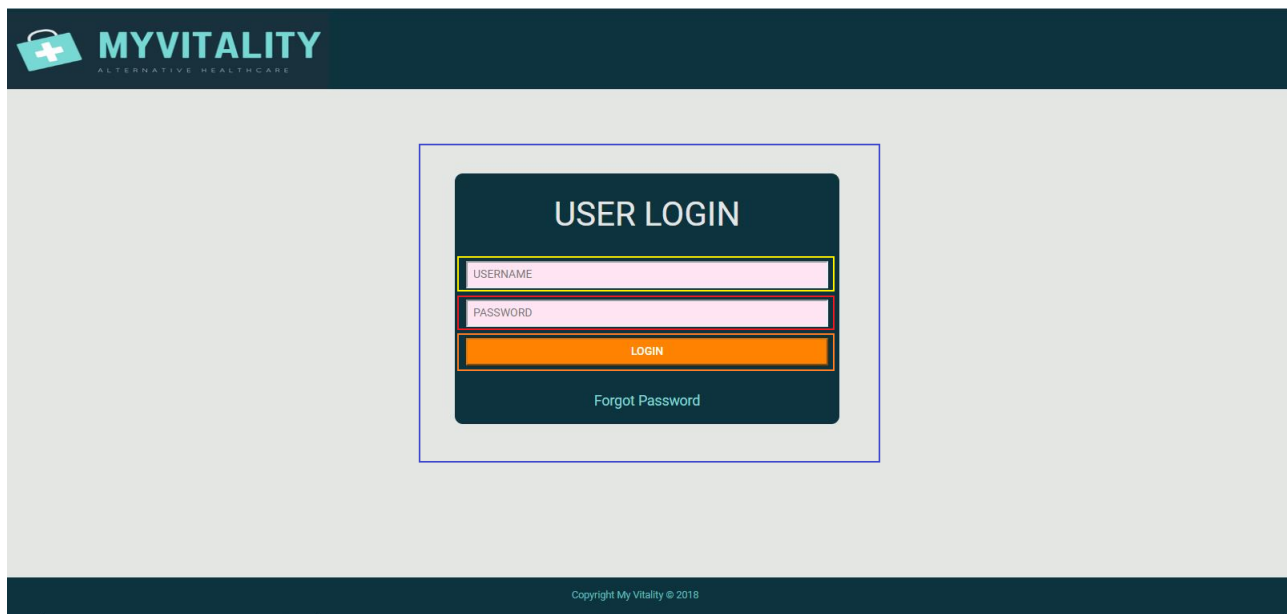 MYVITALITY
ALTERNATIVE HEALTHCARE
USER LOGIN
USERNAME
PASSWORD
LOGIN
Forgot Password
Copyright My Vitality © 2018